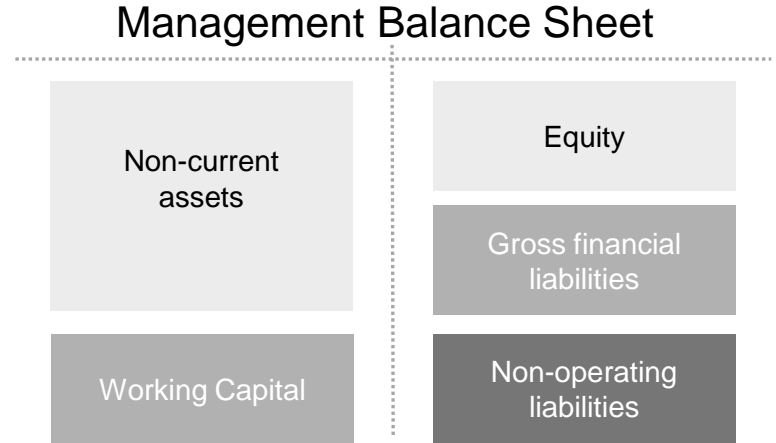 Management Balance Sheet
Non-current
assets
Working Capital
Equity
Gross financial
liabilities
Non-operating
liabilities